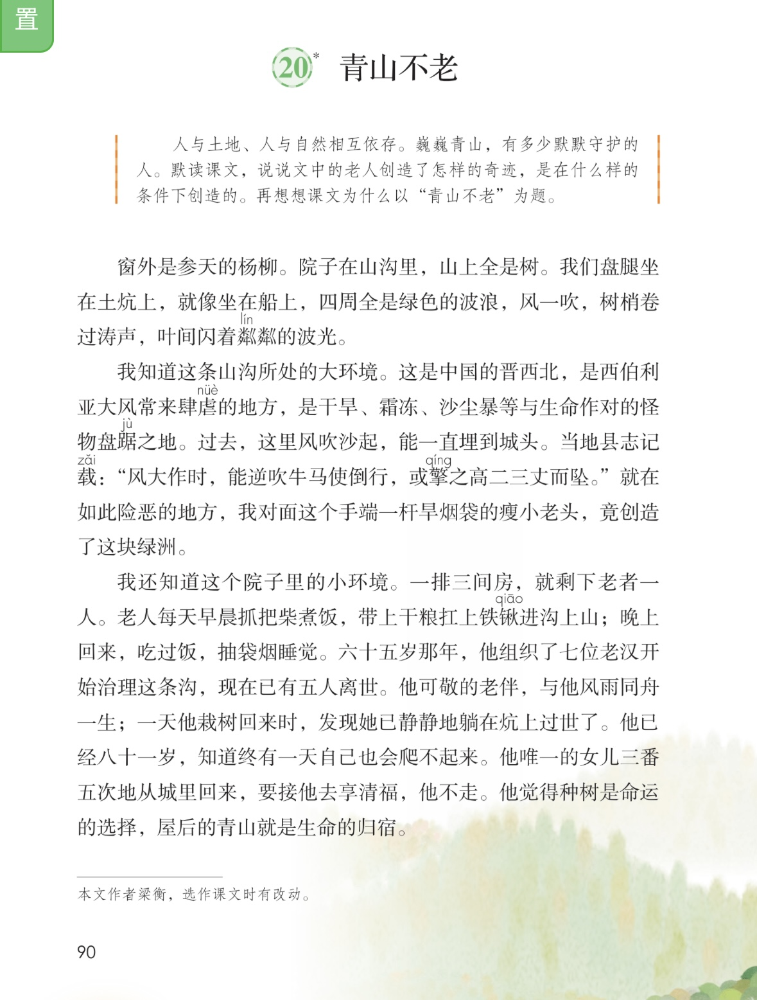 置
20* 青山不老
人与土地、人与自然相互依存。巍巍青山，有多少默默守护的
人。默读课文，说说文中的老人创造了怎样的奇迹，是在什么样的
条件下创造的。再想想课文为什么以“青山不老”为题。
窗外是参天的杨柳。院子在山沟里，山上全是树。我们盘腿坐
在土炕上，就像坐在船上，四周全是绿色的波浪，风一吹，树梢卷
lín
过涛声，叶间闪着粼粼的波光。
我知道这条山沟所处的大环境。这是中国的晋西北，是西伯利
nüè
亚大风常来肆虐的地方，是干旱、霜冻、沙尘暴等与生命作对的怪
jù
物盘踞之地。过去，这里风吹沙起，能一直埋到城头。当地县志记
zǎi qíng
载：“风大作时，能逆吹牛马使倒行，或擎之高二三丈而坠。”就在
如此险恶的地方，我对面这个手端一杆旱烟袋的瘦小老头，竟创造
了这块绿洲。
我还知道这个院子里的小环境。一排三间房，就剩下老者一
qiāo
人。老人每天早晨抓把柴煮饭，带上干粮扛上铁锹进沟上山；晚上
回来，吃过饭，抽袋烟睡觉。六十五岁那年，他组织了七位老汉开
始治理这条沟，现在已有五人离世。他可敬的老伴，与他风雨同舟
一生；一天他栽树回来时，发现她已静静地躺在炕上过世了。他已
经八十一岁，知道终有一天自己也会爬不起来。他唯一的女儿三番
五次地从城里回来，要接他去享清福，他不走。他觉得种树是命运
的选择，屋后的青山就是生命的归宿。
本文作者梁衡，选作课文时有改动。
90